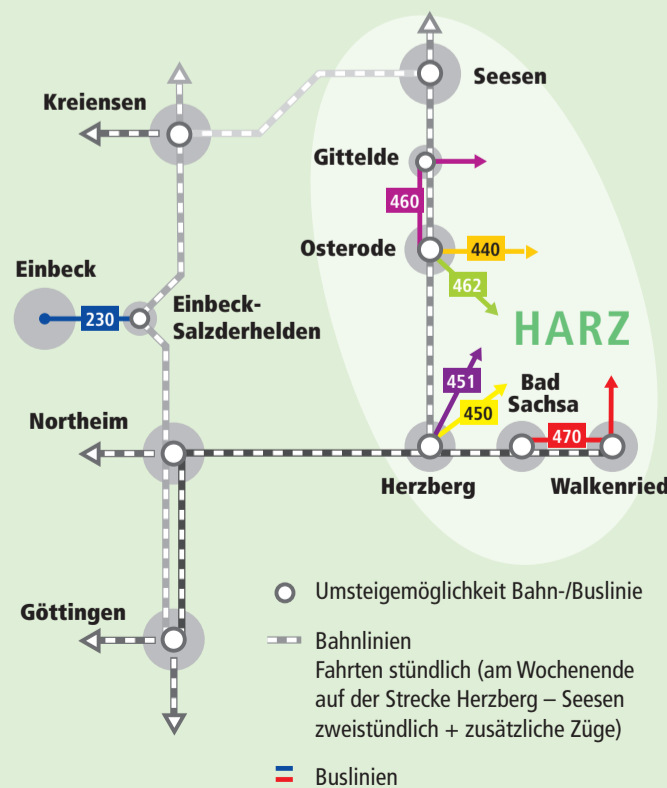 Seesen
Kreiensen
Gittelde
460
Osterode
440
462
Einbeck
230
Einbeck-
Salzderhelden
HARZ
451
450
Bad
Sachsa
470
Northeim
Herzberg
Walkenried
Göttingen
Umsteigemöglichkeit Bahn-/Buslinie
Bahnlinien
Fahrten stündlich (am Wochenende
auf der Strecke Herzberg – Seesen
zweistündlich + zusätzliche Züge)
Buslinien